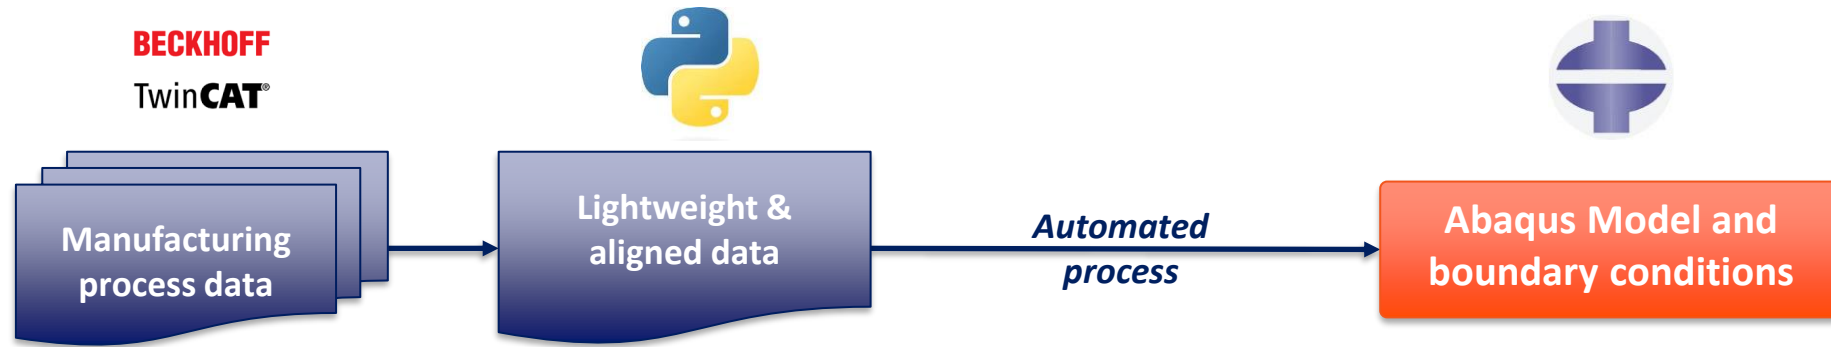 BECKHOFF
TwinCAT®
Manufacturing
process data
Lightweight &
aligned data
Automated
process
Abaqus Model and
boundary conditions